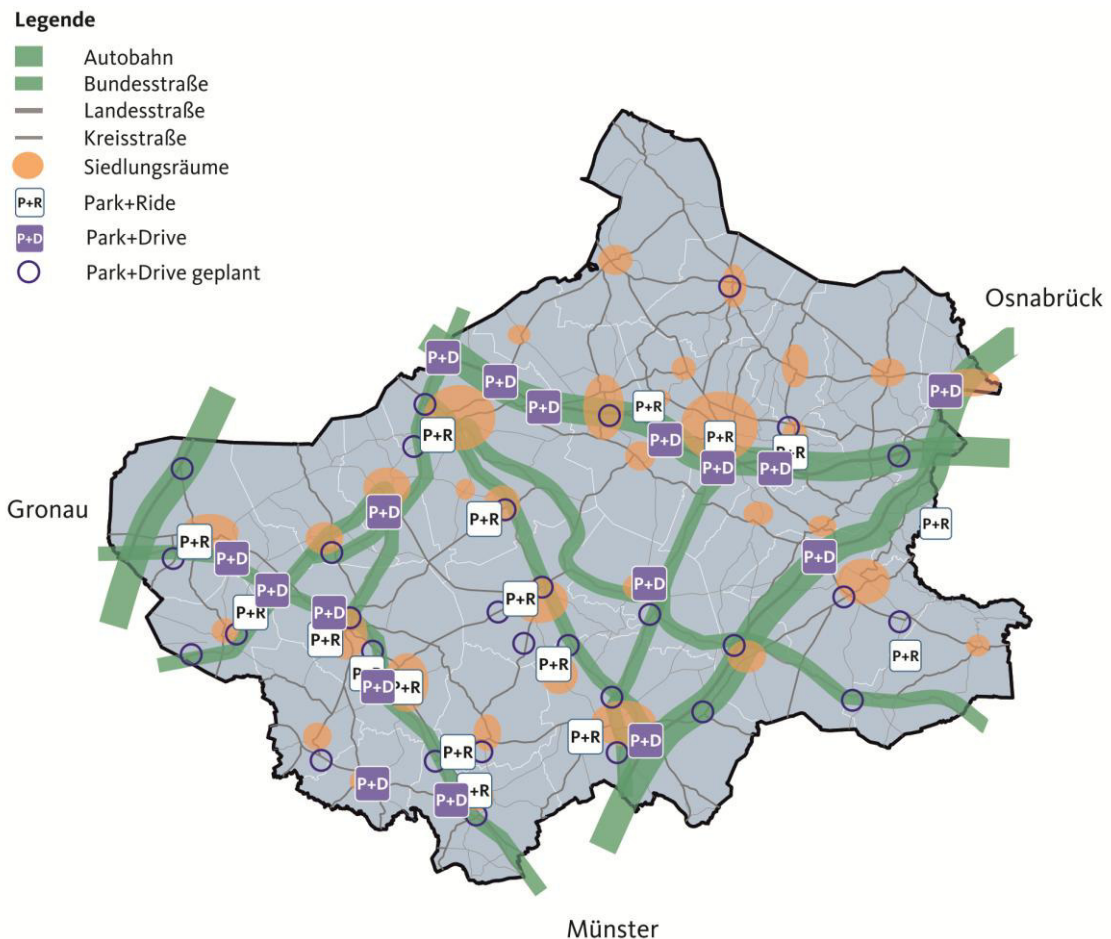 Legende
Autobahn
Bundesstraße
Landesstraße
Kreisstraße
Siedlungsräume
P+R Park+Ride
P+D Park+Drive
Park+Drive geplant
Osnabrück
P+D
P+D
P+D
P+D
P+R
P+R
P+D
P+R
P+R
+R
P+D
P+D
Gronau
P+D
P+R
P+R
P+R
P+D
P+D
P+D
P+D
P+R
P+R
P+D
P+R
P+R
P+R
P+R
P+D
P+R
P+R
P+D
P+R
P+D
P+D
+R
Münster